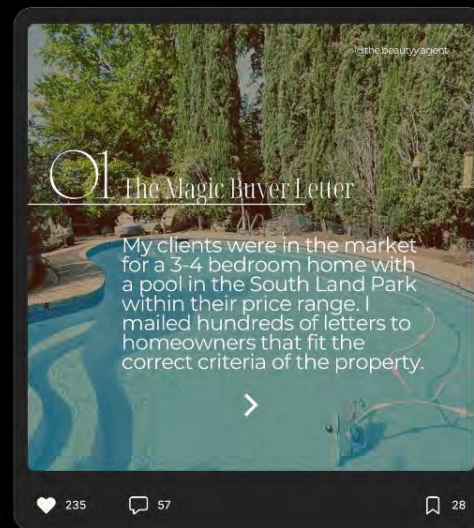 @the.beautyy.agent
01 The Magic Buyer Letter
My clients were in the market
for a 3-4 bedroom home with
a pool in the South Land Park
within their price range. I
mailed hundreds of letters to
homeowners that fit the
correct criteria of the property.
235 57 28